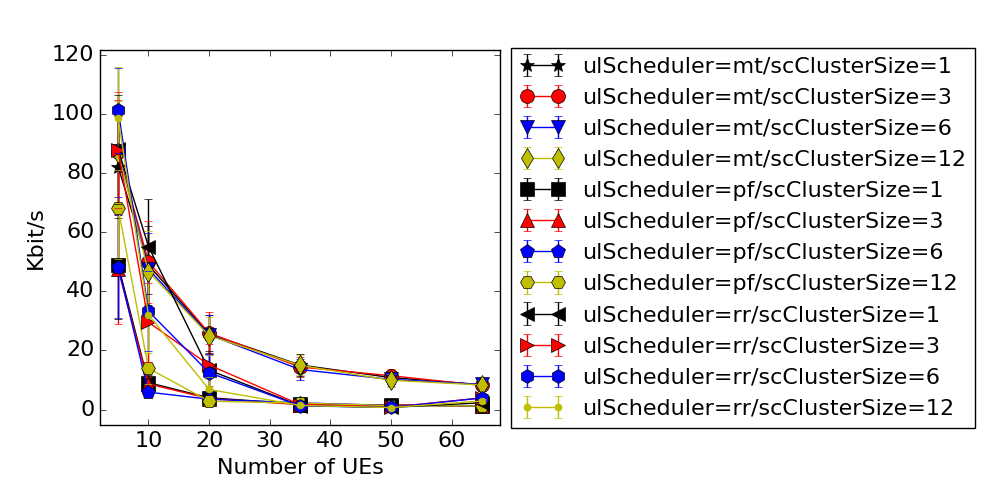 120
100
80
60
40
20
0
Kbit/s
10 20 30 40 50 60
Number of UEs
ulScheduler=mt/scClusterSize=1
ulScheduler=mt/scClusterSize=3
ulScheduler=mt/scClusterSize=6
ulScheduler=mt/scClusterSize=12
ulScheduler=pf/scClusterSize=1
ulScheduler=pf/scClusterSize=3
ulScheduler=pf/scClusterSize=6
ulScheduler=pf/scClusterSize=12
ulScheduler=rr/scClusterSize=1
ulScheduler=rr/scClusterSize=3
ulScheduler=rr/scClusterSize=6
ulScheduler=rr/scClusterSize=12